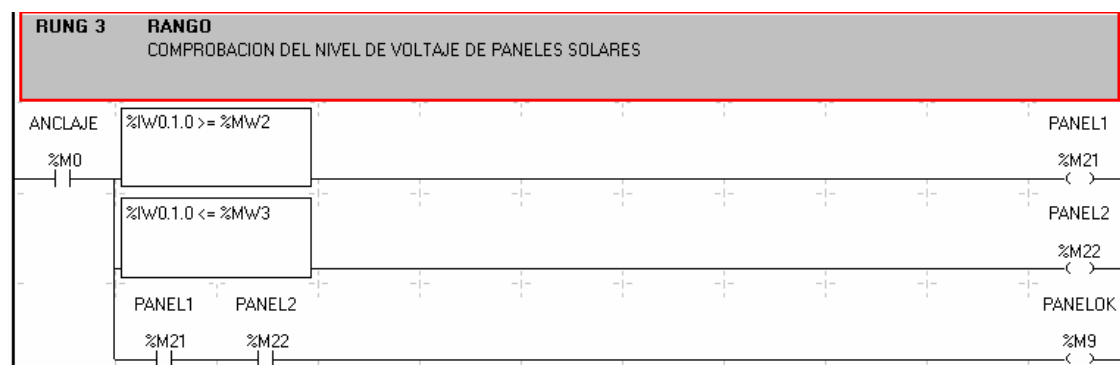 RUNG 3 RANGO
COMPROBACION DEL NIVEL DE VOLTAJE DE PANELES SOLARES
ANCLAJE %IW0.1.0 >= %MW2 PANEL1
%M0 %M21
%IW0.1.0 <= %MW3 PANEL2
%M22
PANEL1 PANEL2 PANELOK
%M21 %M22 %M9